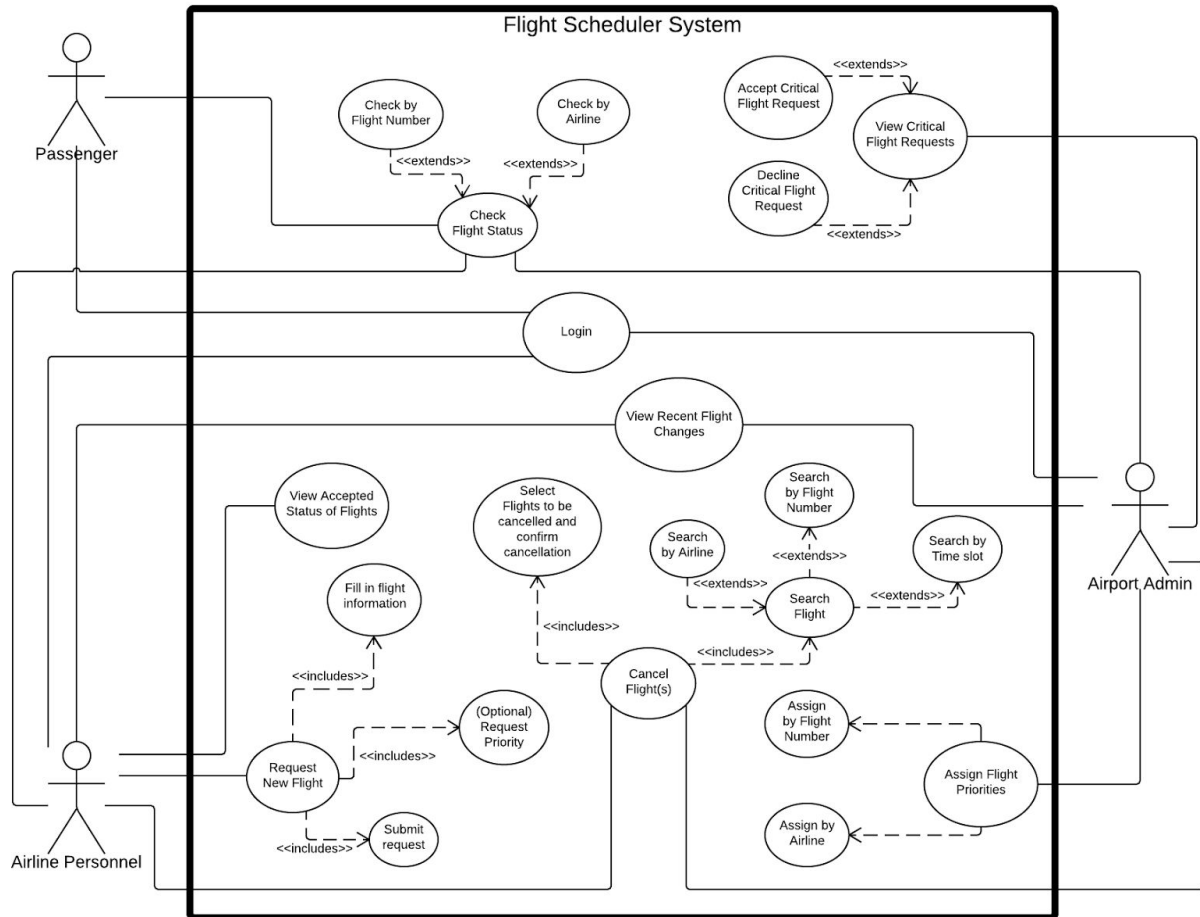 Flight Scheduler System
Passenger
Check by
Flight Number
Check by
Airline
<<extends>>
<<extends>>
Check
Flight Status
Accept Critical
Flight Request
<<extends>>
View Critical
Flight Requests
Decline
Critical Flight
Request
<<extends>>
Login
View Recent Flight
Changes
View Accepted
Status of Flights
Select
Flights to be
cancelled and
confirm
cancellation
Search
by Flight
Number
Search
by Airline
Search by
Time slot
<<extends>>
<<extends>>
<<extends>>
Search
Flight
Airport Admin
Fill in flight
information
<<includes>>
<<includes>>
<<includes>>
Cancel
Flight(s)
(Optional)
Request
Priority
<<includes>>
Request
New Flight
Submit
request
<<includes>>
Assign
by Flight
Number
Assign Flight
Priorities
Assign by
Airline
Airline Personnel